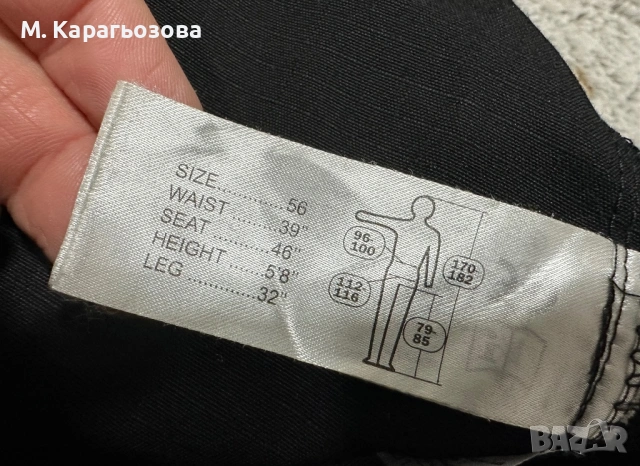 М. Карагьозова
SIZE..............56
WAIST.........39"
SEAT............46"
HEIGHT.......5'8"
LEG..............32"
96-
100
112-
116
170-
182
79-
85
BAZAR